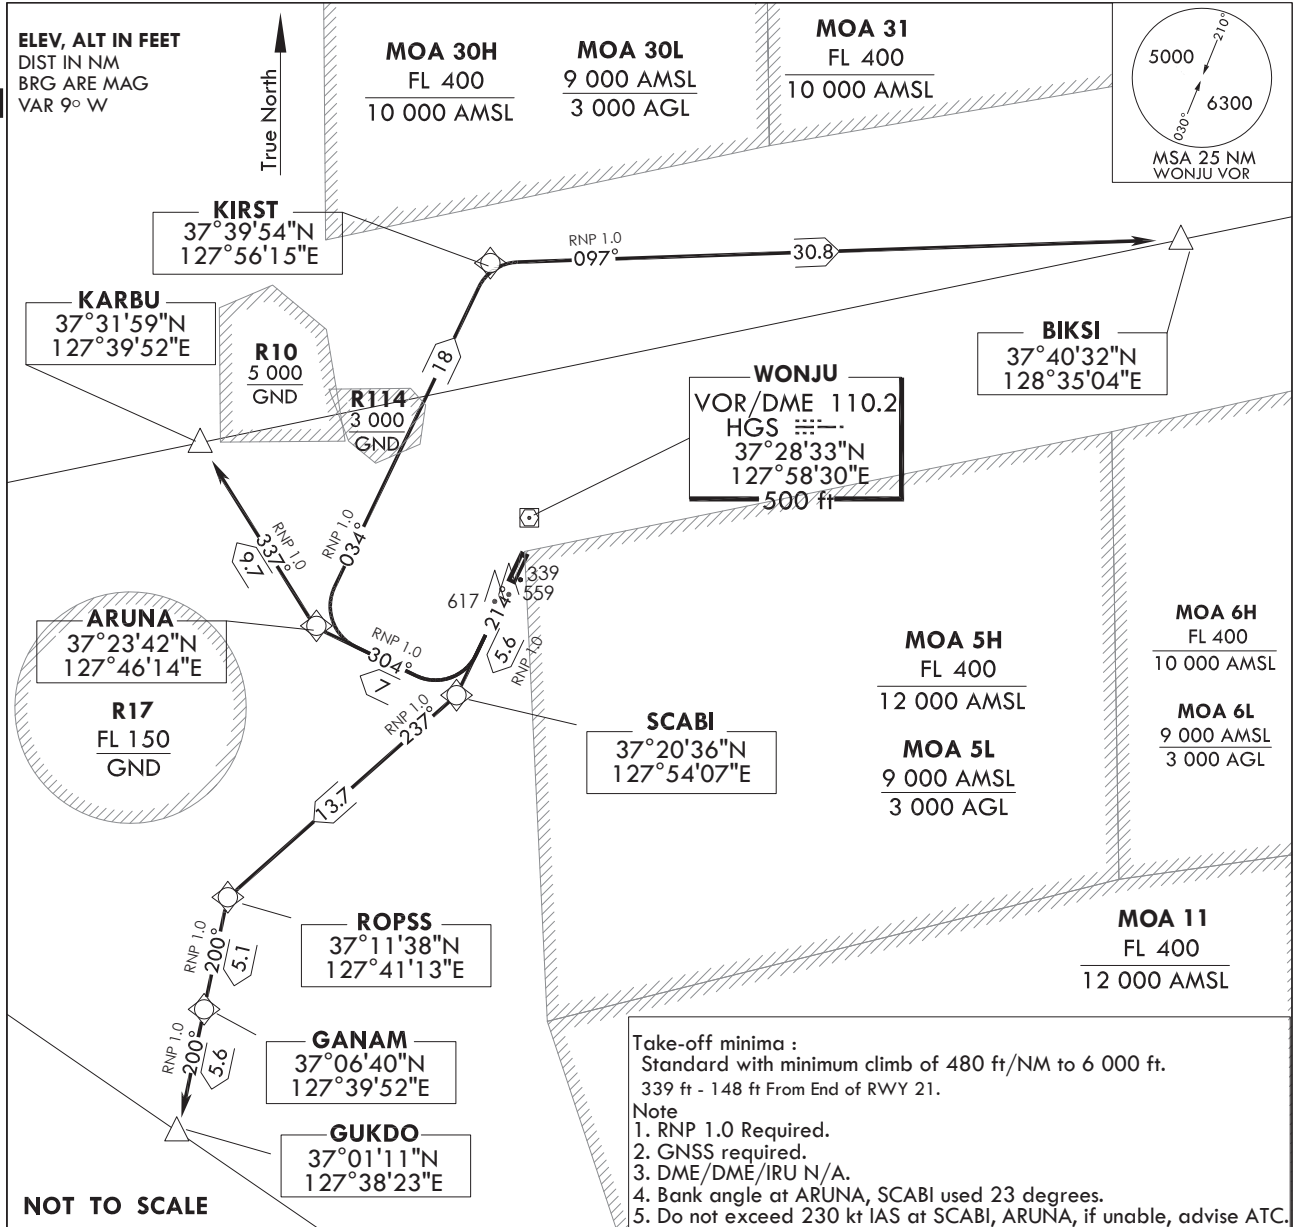 ELEV, ALT IN FEET
DIST IN NM
BRG ARE MAG
VAR 9° W
True North
MOA 30H
FL 400
10 000 AMSL
MOA 30L
9 000 AMSL
3 000 AGL
MOA 31
FL 400
10 000 AMSL
210°
5000
6300
030°
MSA 25 NM
WONJU VOR
KIRST
37°39'54"N
127°56'15"E
RNP 1.0
097°
30.8
KARBU
37°31'59"N
127°39'52"E
R10
5 000
GND
R114
3 000
GND
18
BIKSI
37°40'32"N
128°35'04"E
WONJU
VOR/DME 110.2
HGS
37°28'33"N
127°58'30"E
500 ft
RNP 1.0
337°
9.7
RNP 1.0
034°
617
339
559
214°
5.6
RNP 1.0
ARUNA
37°23'42"N
127°46'14"E
RNP 1.0
304°
7
R17
FL 150
GND
RNP 1.0
237°
13.7
SCABI
37°20'36"N
127°54'07"E
MOA 5H
FL 400
12 000 AMSL
MOA 5L
9 000 AMSL
3 000 AGL
MOA 6H
FL 400
10 000 AMSL
MOA 6L
9 000 AMSL
3 000 AGL
ROPSS
37°11'38"N
127°41'13"E
RNP 1.0
200°
5.1
MOA 11
FL 400
12 000 AMSL
GANAM
37°06'40"N
127°39'52"E
RNP 1.0
200°
5.6
GUKDO
37°01'11"N
127°38'23"E
NOT TO SCALE
Take-off minima :
Standard with minimum climb of 480 ft/NM to 6 000 ft.
339 ft - 148 ft From End of RWY 21.
Note
1. RNP 1.0 Required.
2. GNSS required.
3. DME/DME/IRU N/A.
4. Bank angle at ARUNA, SCABI used 23 degrees.
5. Do not exceed 230 kt IAS at SCABI, ARUNA, if unable, advise ATC.